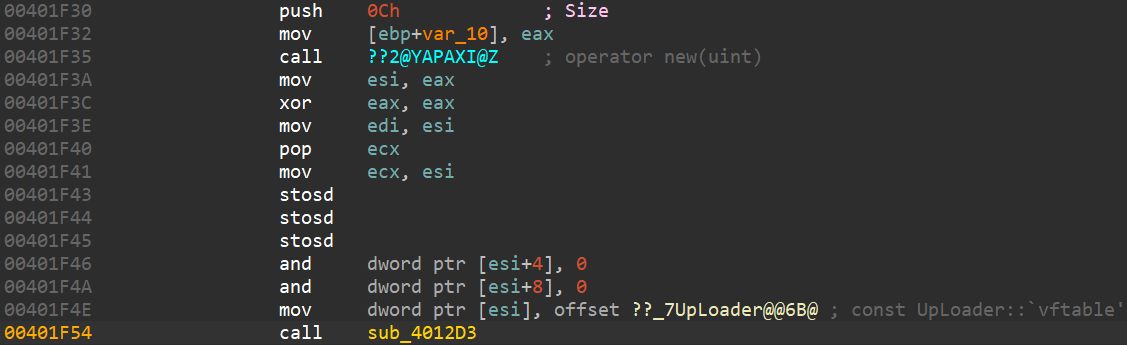 00401F30 push 0Ch ; Size
00401F32 mov [ebp+var_10], eax
00401F35 call ??2@YAPAXI@Z ; operator new(uint)
00401F3A mov esi, eax
00401F3C xor eax, eax
00401F3E mov edi, esi
00401F40 pop ecx
00401F41 mov ecx, esi
00401F43 stosd
00401F44 stosd
00401F45 stosd
00401F46 and dword ptr [esi+4], 0
00401F4A and dword ptr [esi+8], 0
00401F4E mov dword ptr [esi], offset ??_7UpLoader@@6B@ ; const UpLoader::`vftable'
00401F54 call sub_4012D3